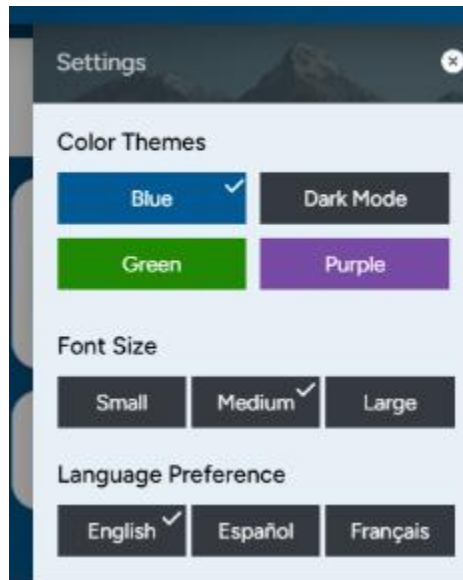 Settings
Color Themes
Blue
Dark Mode
Green
Purple
Font Size
Small
Medium
Large
Language Preference
English
Español
Français